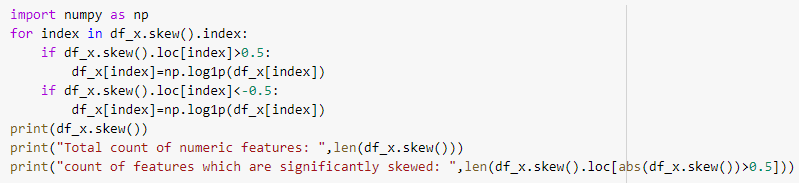 import numpy as np
for index in df_x.skew().index:
    if df_x.skew().loc[index]>0.5:
        df_x[index]=np.log1p(df_x[index])
    if df_x.skew().loc[index]<-0.5:
        df_x[index]=np.log1p(df_x[index])
print(df_x.skew())
print("Total count of numeric features: ",len(df_x.skew()))
print("count of features which are significantly skewed: ",len(df_x.skew().loc[abs(df_x.skew())>0.5]))